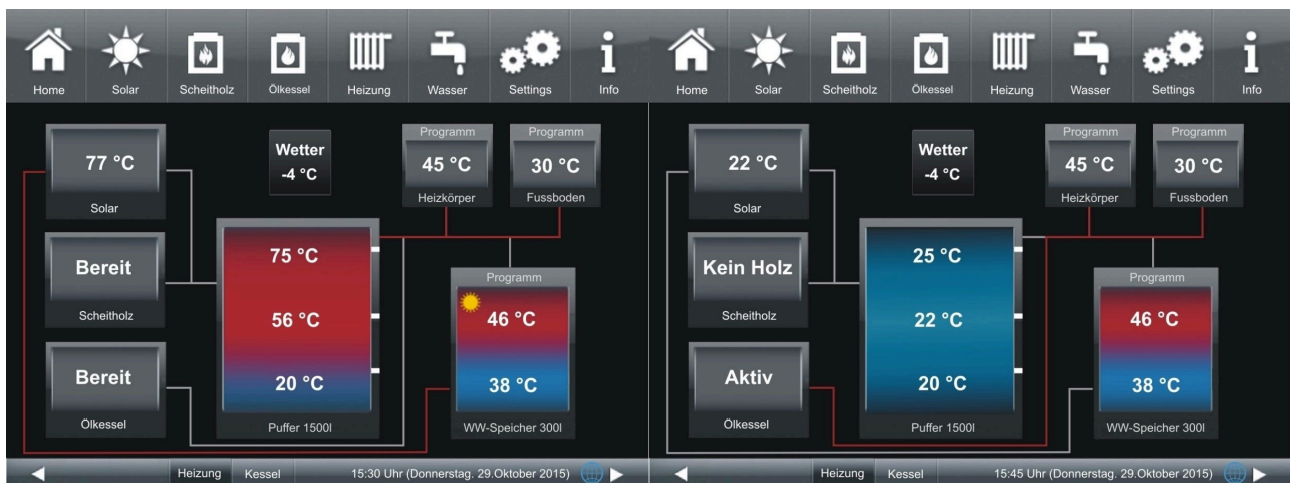 Home Solar Scheitholz Ölkessel Heizung Wasser Settings Info
77 °C
Solar
Wetter
-4 °C
Programm
45 °C
Heizkörper
Programm
30 °C
Fussboden
Bereit
Scheitholz
Bereit
Ölkessel
75 °C
56 °C
20 °C
Puffer 1500l
Programm
46 °C
38 °C
WW-Speicher 300l
Heizung Kessel 15:30 Uhr (Donnerstag. 29.Oktober 2015)
Home Solar Scheitholz Ölkessel Heizung Wasser Settings Info
22 °C
Solar
Wetter
-4 °C
Programm
45 °C
Heizkörper
Programm
30 °C
Fussboden
Kein Holz
Scheitholz
Aktiv
Ölkessel
25 °C
22 °C
20 °C
Puffer 1500l
Programm
46 °C
38 °C
WW-Speicher 300l
Heizung Kessel 15:45 Uhr (Donnerstag. 29.Oktober 2015)